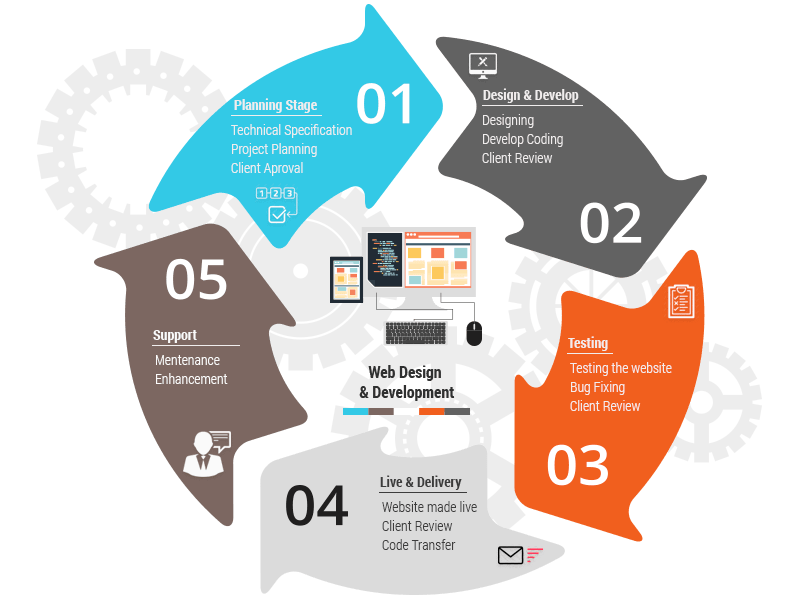 01
Planning Stage
Technical Specification
Project Planning
Client Aproval
1 2 3
Design & Develop
Designing
Develop Coding
Client Review
02
Testing
Testing the website
Bug Fixing
Client Review
03
04
Live & Delivery
Website made live
Client Review
Code Transfer
05
Support
Mentenance
Enhancement
Web Design
& Development